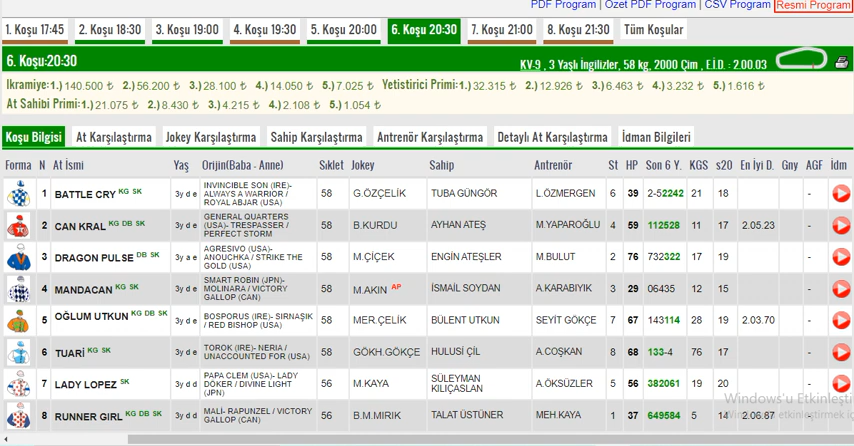 PDF Program | Özet PDF Programı | CSV Program | Resmi Programı
1. Koşu 17:45 2. Koşu 18:30 3. Koşu 19:00 4. Koşu 19:30 5. Koşu 20:00 6. Koşu 20:30 7. Koşu 21:00 8. Koşu 21:30 Tüm Koşular
6. Koşu:20:30 KV-9 , 3 Yaşlı İngilizler, 58 kg, 2000 Çim , E.İ.D. : 2.00.03
Ikramiye: 1.) 140.500 ₺ 2.) 56.200 ₺ 3.) 28.100 ₺ 4.) 14.050 ₺ 5.) 7.025 ₺ Yetistirici Primi: 1.) 32.315 ₺ 2.) 12.926 ₺ 3.) 6.463 ₺ 4.) 3.232 ₺ 5.) 1.616 ₺
At Sahibi Primi: 1.) 21.075 ₺ 2.) 8.430 ₺ 3.) 4.215 ₺ 4.) 2.108 ₺ 5.) 1.054 ₺
Koşu Bilgisi At Karşılaştırma Jokey Karşılaştırma Sahip Karşılaştırma Antrenör Karşılaştırma Detaylı At Karşılaştırma İdman Bilgileri
Forma N At İsmi Yaş Orijin(Baba - Anne) Sıklet Jokey Sahip Antrenör St HP Son 6 Y. KGS s20 En İyi D. Gny AGF İdm
1 BATTLE CRY KG SK 3y d e INVINCIBLE SON (IRE)- ALWAYS A WARRIOR / ROYAL ABJAR (USA) 58 G.ÖZÇELİK TUBA GÜNGÖR L.ÖZMERGEN 6 39 2-52242 21 18 -
2 CAN KRAL KG DB SK 3y d e GENERAL QUARTERS (USA)- TRESPASSER / PERFECT STORM 58 B.KURDU AYHAN ATEŞ M.YAPAROĞLU 4 59 112528 11 17 2.05.23 -
3 DRAGON PULSE DB SK 3y a e AGRESIVO (USA)- ANOUCHKA / STRIKE THE GOLD (USA) 58 M.ÇİÇEK ENGİN ATEŞLER M.BULUT 2 76 732322 17 19 -
4 MANDACAN KG SK 3y d e SMART ROBIN (JPN)- MOLINARA / VICTORY GALLOP (CAN) 58 M.AKIN AP İSMAİL SOYDAN A.KARABIYIK 3 29 06435 12 15 -
5 OĞLUM UTKUN KG DB SK 3y d e BOSPORUS (IRE)- SIRNAŞIK / RED BISHOP (USA) 58 MER.ÇELİK BÜLENT UTKUN SEYİT GÖKÇE 7 67 143114 28 19 2.03.70 -
6 TUARİ KG SK 3y d e TOROK (IRE)- NERIA / UNACCOUNTED FOR (USA) 58 GÖKH.GÖKÇE HULUSİ ÇİL A.COŞKAN 8 68 133-4 76 17 -
7 LADY LOPEZ SK 3y d d PAPA CLEM (USA)- LADY DÖKER / DIVINE LIGHT (JPN) 56 M.KAYA SÜLEYMAN KILIÇASLAN A.ÖKSÜZLER 5 56 382061 19 20 -
8 RUNNER GIRL KG DB SK 3y d d MALI- RAPUNZEL / VICTORY GALLOP (CAN) 56 B.M.MIRIK TALAT ÜSTÜNER MEH.KAYA 1 37 649584 5 14 2.06.67 -
Windows'u Etkinleşti